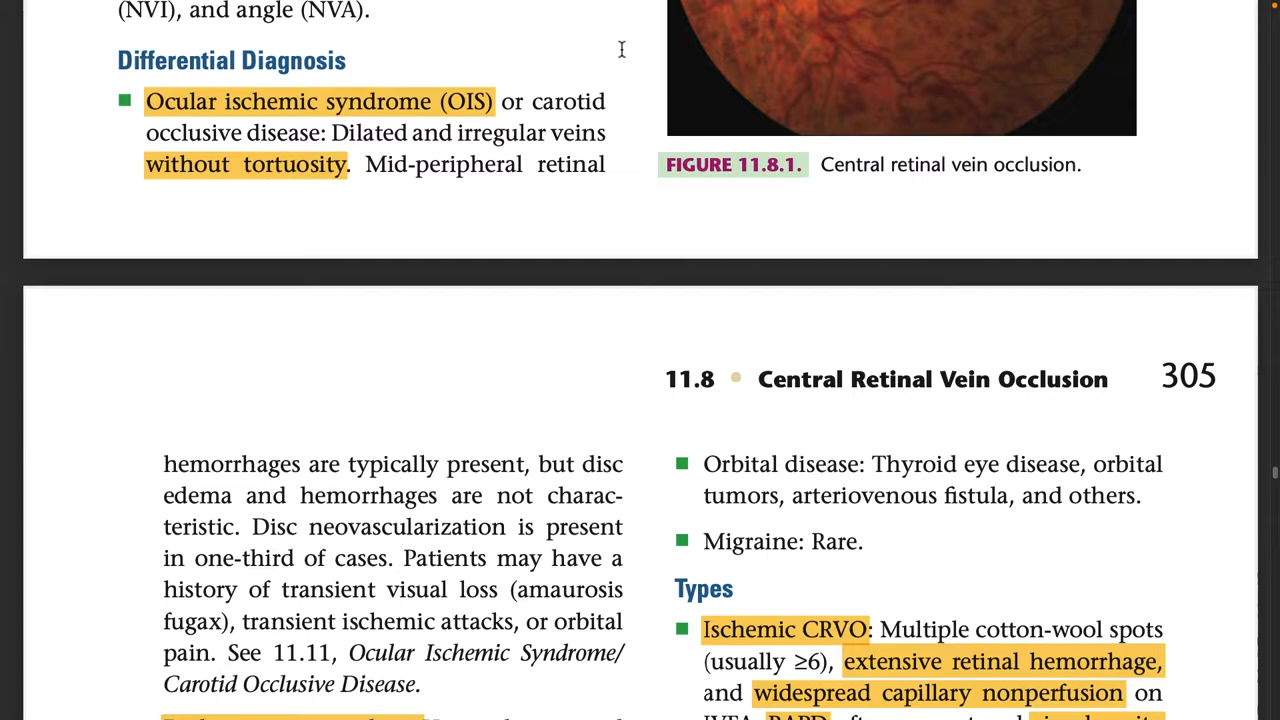 (NVI), and angle (NVA).
Differential Diagnosis
Ocular ischemic syndrome (OIS) or carotid
occlusive disease: Dilated and irregular veins
without tortuosity. Mid-peripheral retinal
FIGURE 11.8.1. Central retinal vein occlusion.
11.8 • Central Retinal Vein Occlusion 305
hemorrhages are typically present, but disc
edema and hemorrhages are not charac-
teristic. Disc neovascularization is present
in one-third of cases. Patients may have a
history of transient visual loss (amaurosis
fugax), transient ischemic attacks, or orbital
pain. See 11.11, Ocular Ischemic Syndrome/
Carotid Occlusive Disease.
Orbital disease: Thyroid eye disease, orbital
tumors, arteriovenous fistula, and others.
Migraine: Rare.
Types
Ischemic CRVO: Multiple cotton-wool spots
(usually ≥6), extensive retinal hemorrhage,
and widespread capillary nonperfusion on